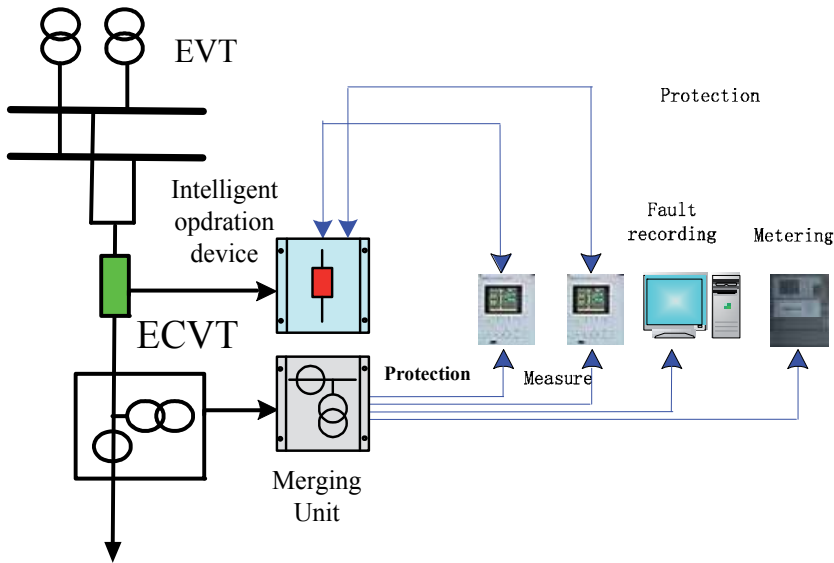 EVT
Protection
Intelligent
opdration
device
Fault
recording
Metering
ECVT
Protection
Measure
Merging
Unit